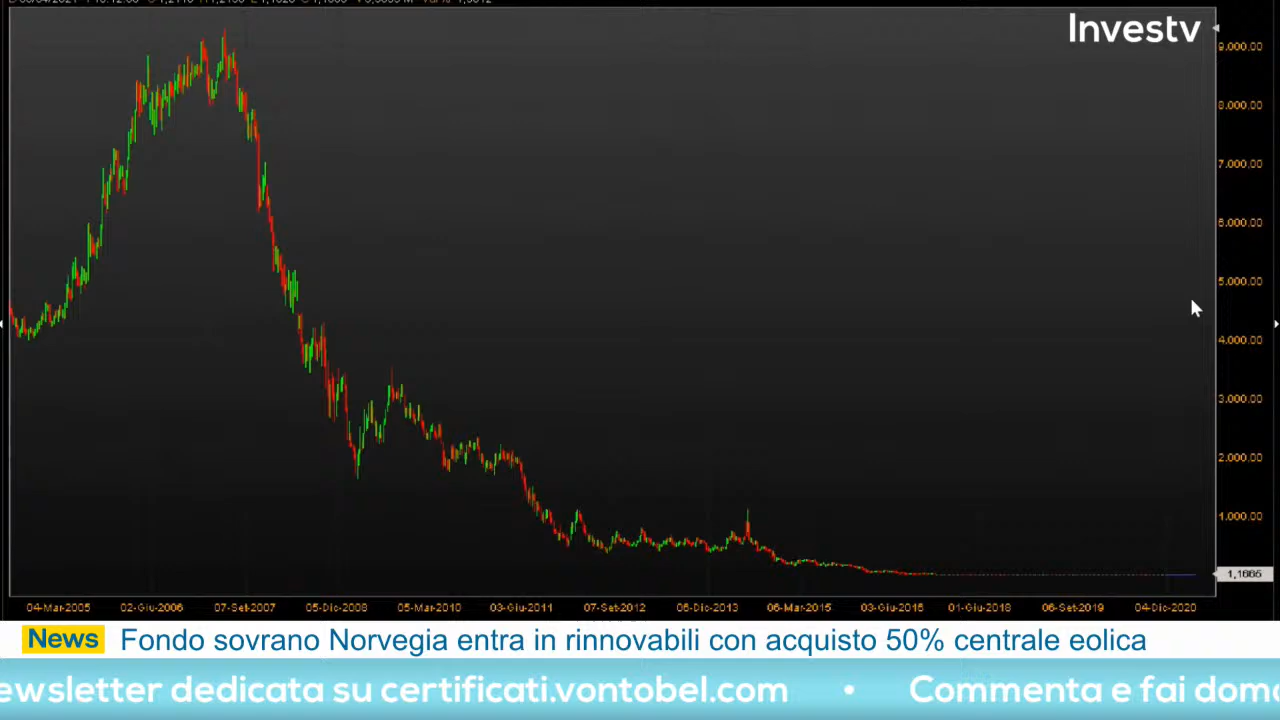 Investv
9.000.00
8.000.00
7.000.00
6.000.00
5.000.00
4.000.00
3.000.00
2.000.00
1.000.00
1,1665
04-Mar2005 02-Giu-2006 07-Set-2007 05-Dic-2008 05-Mar-2010 03-Giu-2011 07-Set-2012 06-Dic-2013 06-Mar-2015 03-Giu-2016 01-Giu-2018 06-Set-2019 04-Dic-2020
News Fondo sovrano Norvegia entra in rinnovabili con acquisto 50% centrale eolica
ewsletter dedicata su certificati.vontobel.com • Commenta e fai